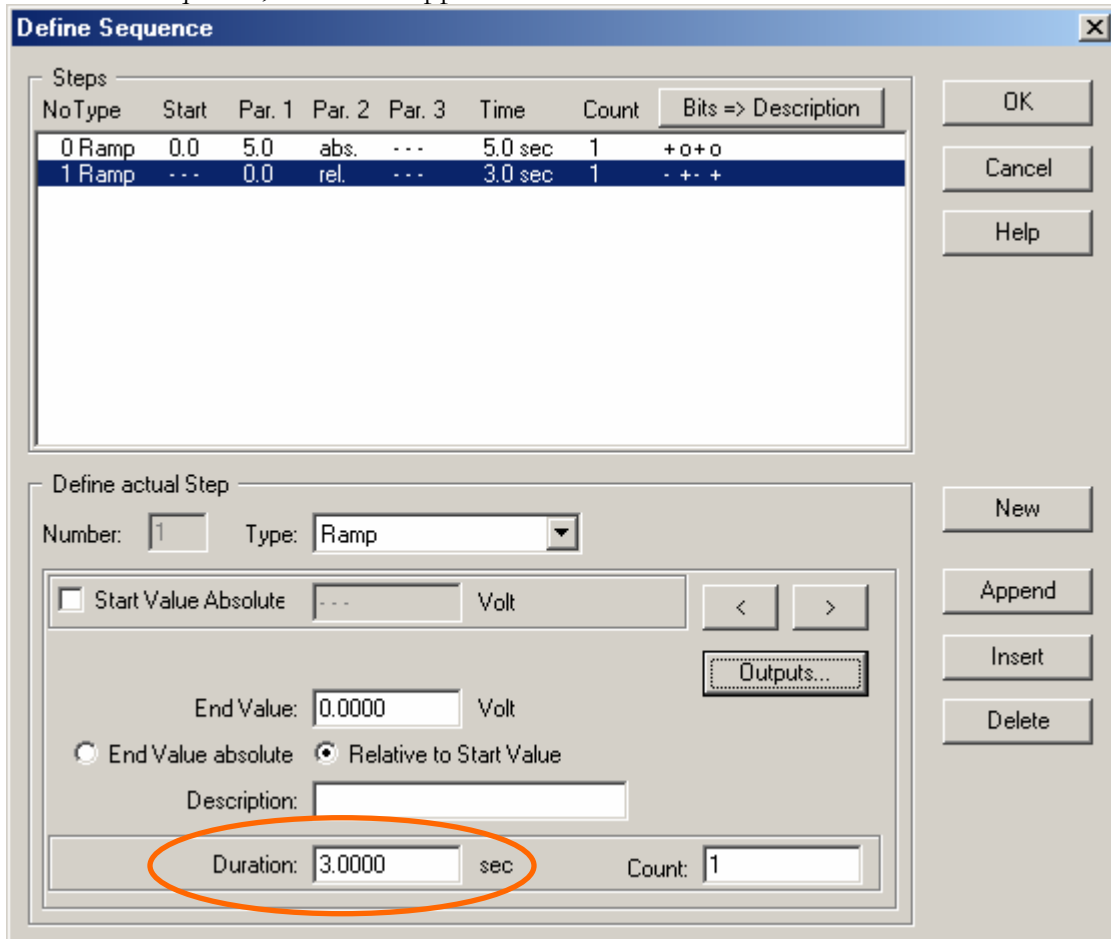 Define Sequence
Steps
NoType Start Par. 1 Par. 2 Par. 3 Time Count Bits => Description
0 Ramp 0.0 5.0 abs. - - - 5.0 sec 1 +o+o
1 Ramp - - - 0.0 rel. - - - 3.0 sec 1 - +- +
OK
Cancel
Help
Define actual Step
Number: 1 Type: Ramp
Start Value Absolute - - - Volt < >
Outputs...
End Value: 0.0000 Volt
End Value absolute Relative to Start Value
Description:
Duration: 3.0000 sec Count: 1
New
Append
Insert
Delete